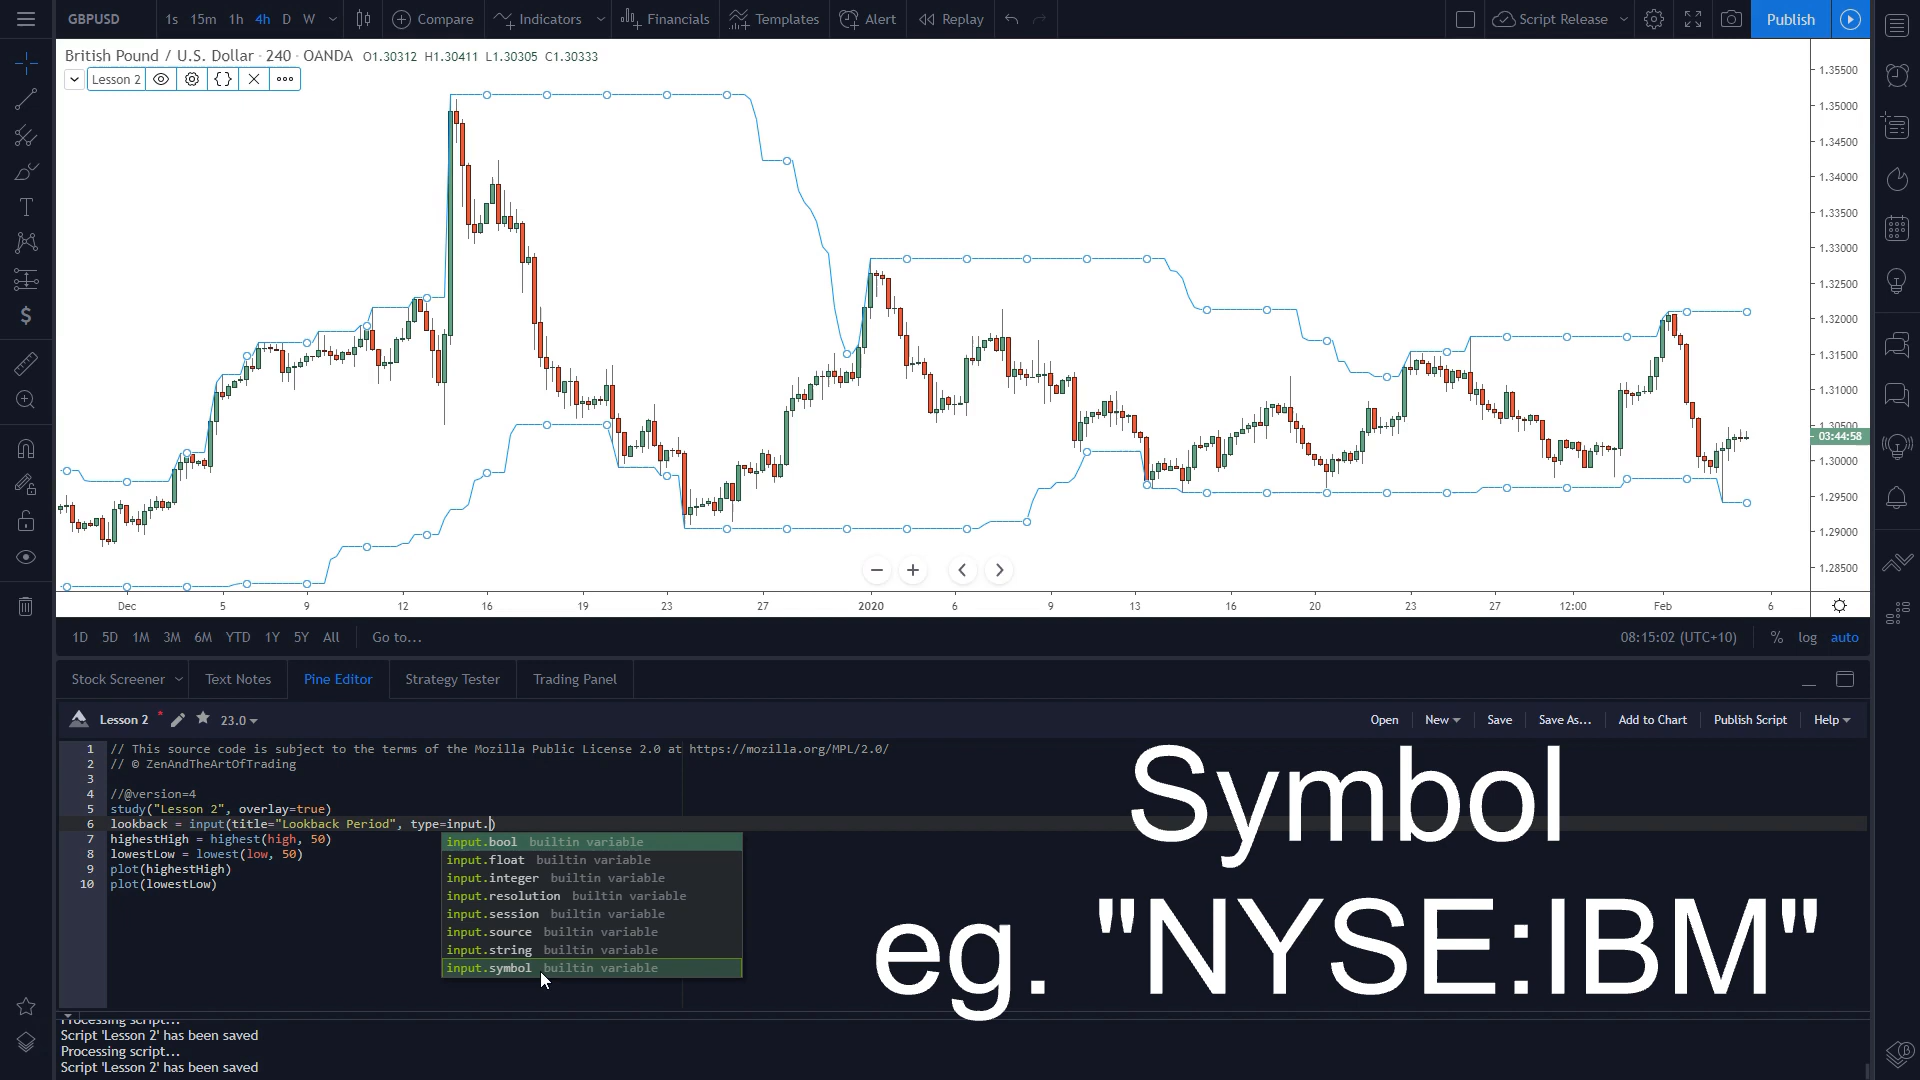 GBPUSD 1s 15m 1h 4h D W Compare Indicators Financials Templates Alert Replay Script Release Publish
British Pound / U.S. Dollar · 240 · OANDA O1.30312 H1.30411 L1.30305 C1.30333
Lesson 2 {}
1.35500
1.35000
1.34500
1.34000
1.33500
1.33000
1.32500
1.32000
1.31500
1.31000
1.30500
03:44:58
1.30000
1.29500
1.29000
1.28500
Dec 5 9 12 16 19 23 27 2020 6 9 13 16 20 23 27 12:00 Feb 6
1D 5D 1M 3M 6M YTD 1Y 5Y All Go to... 08:15:02 (UTC+10) % log auto
Stock Screener Text Notes Pine Editor Strategy Tester Trading Panel
Lesson 2 * 23.0 Open New Save Save As... Add to Chart Publish Script Help
1 // This source code is subject to the terms of the Mozilla Public License 2.0 at https://mozilla.org/MPL/2.0/
2 // © ZenAndTheArtOfTrading
3
4 //@version=4
5 study("Lesson 2", overlay=true)
6 lookback = input(title="Lookback Period", type=input.)
7 highestHigh = highest(high, 50)
8 lowestLow = lowest(low, 50)
9 plot(highestHigh)
10 plot(lowestLow)
input.bool builtin variable
input.float builtin variable
input.integer builtin variable
input.resolution builtin variable
input.session builtin variable
input.source builtin variable
input.string builtin variable
input.symbol builtin variable
Symbol
eg. "NYSE:IBM"
Processing script...
Script 'Lesson 2' has been saved
Processing script...
Script 'Lesson 2' has been saved